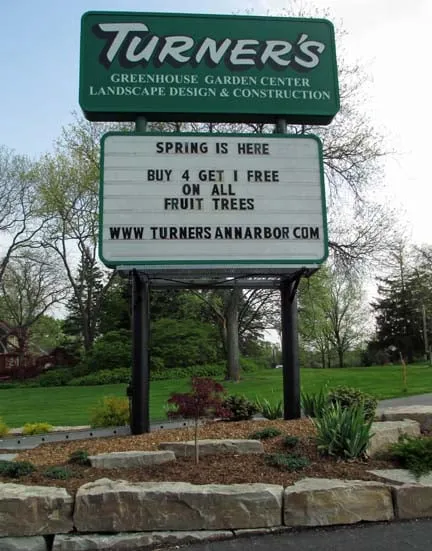 TURNER'S
GREENHOUSE GARDEN CENTER
LANDSCAPE DESIGN & CONSTRUCTION
SPRING IS HERE
BUY 4 GET 1 FREE
ON ALL
FRUIT TREES
WWW TURNERSANNARBOR COM